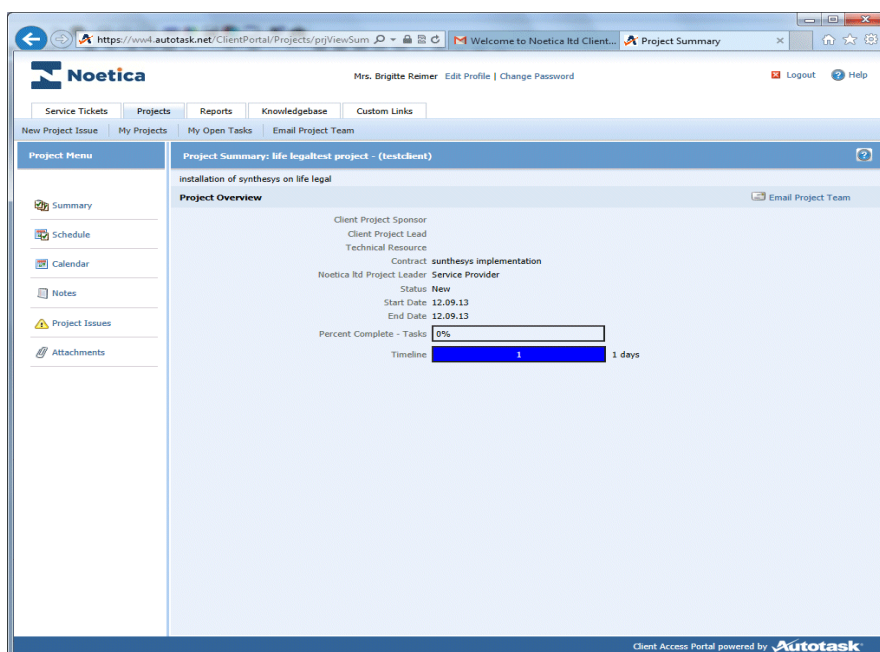 https://ww4.autotask.net/ClientPortal/Projects/prjViewSum
Welcome to Noetica ltd Client...
Project Summary
Noetica
Mrs. Brigitte Reimer Edit Profile | Change Password
Logout
Help
Service Tickets
Projects
Reports
Knowledgebase
Custom Links
New Project Issue
My Projects
My Open Tasks
Email Project Team
Project Menu
Project Summary: life legaltest project - (testclient)
installation of synthesys on life legal
Project Overview
Email Project Team
Summary
Schedule
Calendar
Notes
Project Issues
Attachments
Client Project Sponsor
Client Project Lead
Technical Resource
Contract sunthesys implementation
Noetica ltd Project Leader Service Provider
Status New
Start Date 12.09.13
End Date 12.09.13
Percent Complete - Tasks 0%
Timeline 1 1 days
Client Access Portal powered by Autotask